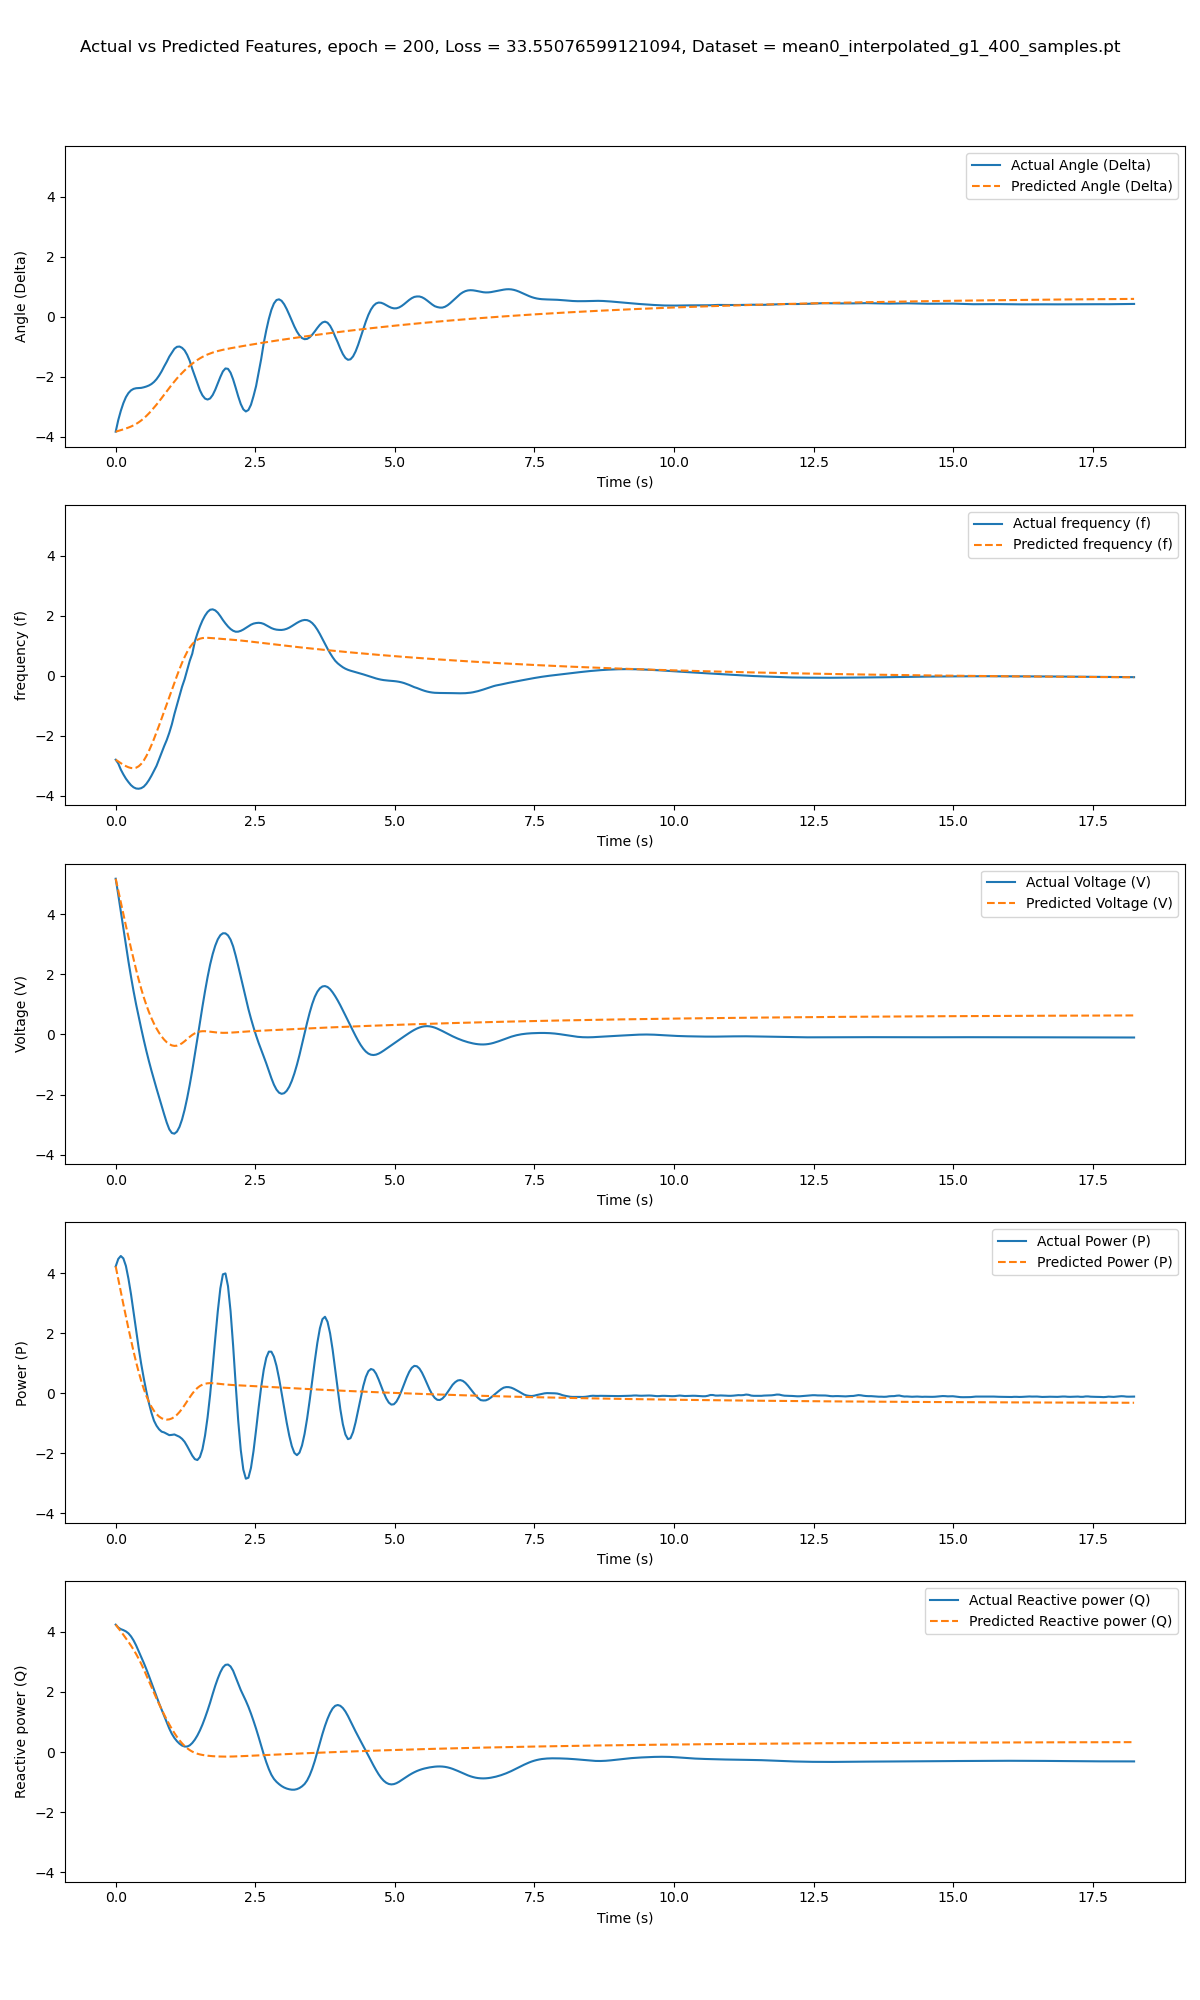 Actual vs Predicted Features, epoch = 200, Loss = 33.55076599121094, Dataset = mean0_interpolated_g1_400_samples.pt
Actual Angle (Delta)
Predicted Angle (Delta)
Angle (Delta)
4
2
0
−2
−4
0.0 2.5 5.0 7.5 10.0 12.5 15.0 17.5
Time (s)
Actual frequency (f)
Predicted frequency (f)
frequency (f)
4
2
0
−2
−4
0.0 2.5 5.0 7.5 10.0 12.5 15.0 17.5
Time (s)
Actual Voltage (V)
Predicted Voltage (V)
Voltage (V)
4
2
0
−2
−4
0.0 2.5 5.0 7.5 10.0 12.5 15.0 17.5
Time (s)
Actual Power (P)
Predicted Power (P)
Power (P)
4
2
0
−2
−4
0.0 2.5 5.0 7.5 10.0 12.5 15.0 17.5
Time (s)
Actual Reactive power (Q)
Predicted Reactive power (Q)
Reactive power (Q)
4
2
0
−2
−4
0.0 2.5 5.0 7.5 10.0 12.5 15.0 17.5
Time (s)